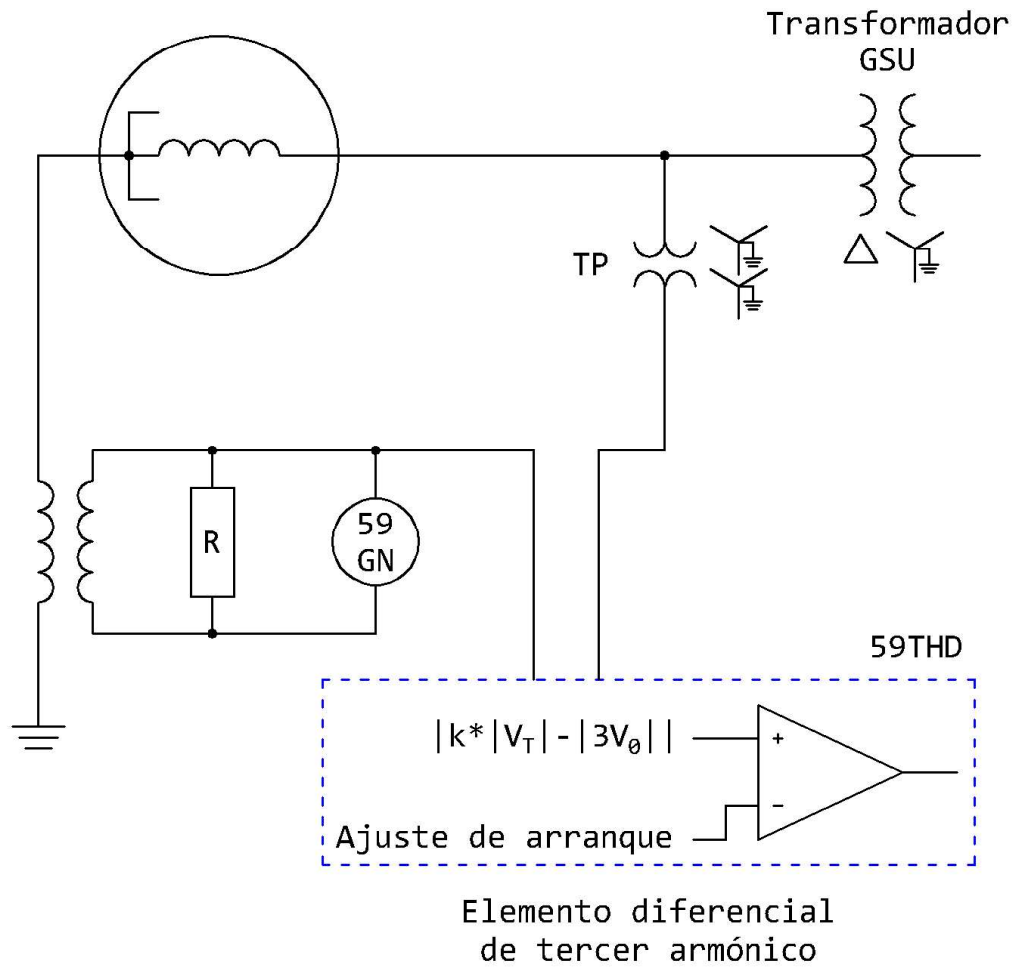 Transformador
GSU
TP
R
59
GN
59THD
|k*|V_T|-|3V_0||
+
−
Ajuste de arranque
Elemento diferencial
de tercer armónico